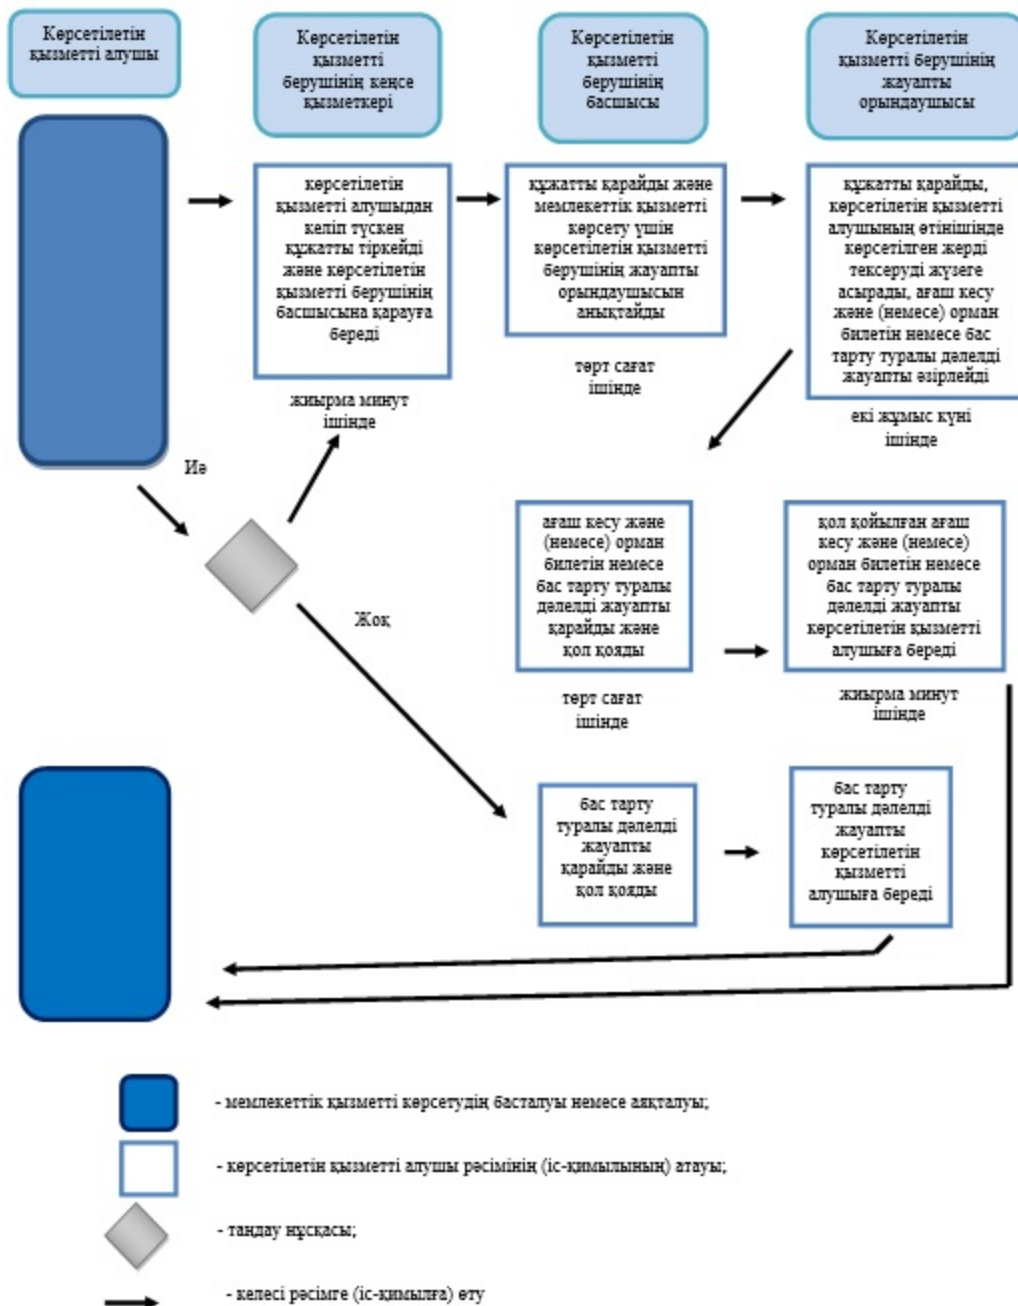 Көрсетілетін
қызметті алушы
Көрсетілетін
қызметті
берушінің кеңсе
қызметкері
Көрсетілетін
қызметті
берушінің
басшысы
Көрсетілетін
қызметті берушінің
жауапты
орындаушысы
көрсетілетін
қызметті алушыдан
келіп түскен
құжатты тіркейді
және көрсетілетін
қызметті берушінің
басшысына қарауға
береді
құжатты қарайды және
мемлекеттік қызметті
көрсету үшін
көрсетілетін қызметті
берушінің жауапты
орындаушысын
анықтайды
құжатты қарайды,
көрсетілетін қызметті
алушының өтінішінде
көрсетілген жерді
тексеруді жүзеге
асырады, ағаш кесу
және (немесе) орман
билетін немесе бас
тарту туралы дәлелді
жауапты әзірлейді
жиырма минут
ішінде
төрт сағат
ішінде
екі жұмыс күні
ішінде
Иә
Жоқ
ағаш кесу және
(немесе) орман
билетін немесе
бас тарту туралы
дәлелді жауапты
қарайды және
қол қояды
қол қойылған ағаш
кесу және (немесе)
орман билетін немесе
бас тарту туралы
дәлелді жауапты
көрсетілетін қызметті
алушыға береді
төрт сағат
ішінде
жиырма минут
ішінде
бас тарту
туралы дәлелді
жауапты
қарайды және
қол қояды
бас тарту
туралы дәлелді
жауапты
көрсетілетін
қызметті
алушыға береді
- мемлекеттік қызметті көрсетудің басталуы немесе аяқталуы;
- көрсетілетін қызметті алушы рәсімінің (іс-қимылының) атауы;
- таңдау нұсқасы;
- келесі рәсімге (іс-қимылға) өту